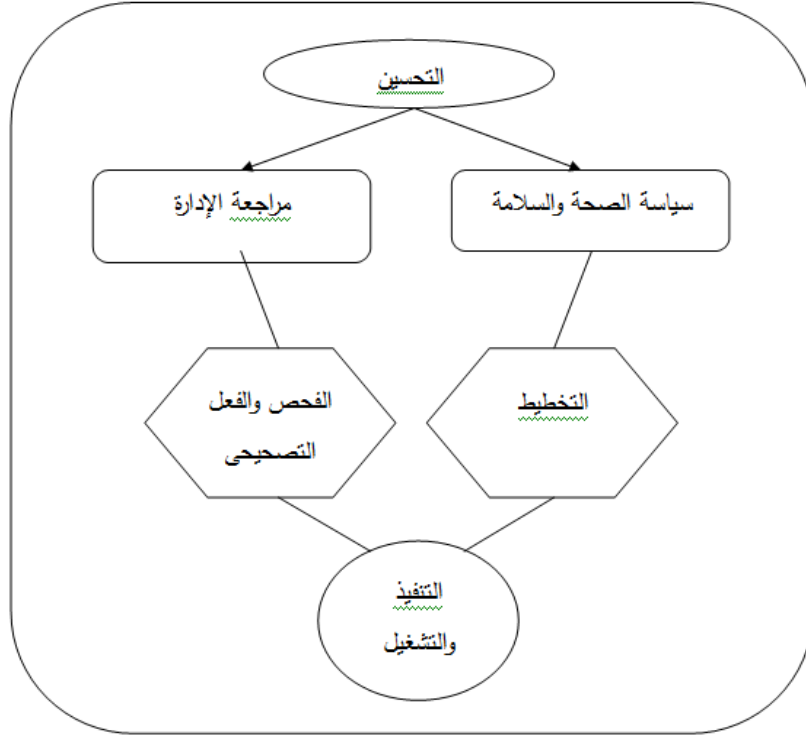 التحسين
سياسة الصحة والسلامة
مراجعة الإدارة
التخطيط
الفحص والفعل
التصحيحى
التنفيذ
والتشغيل